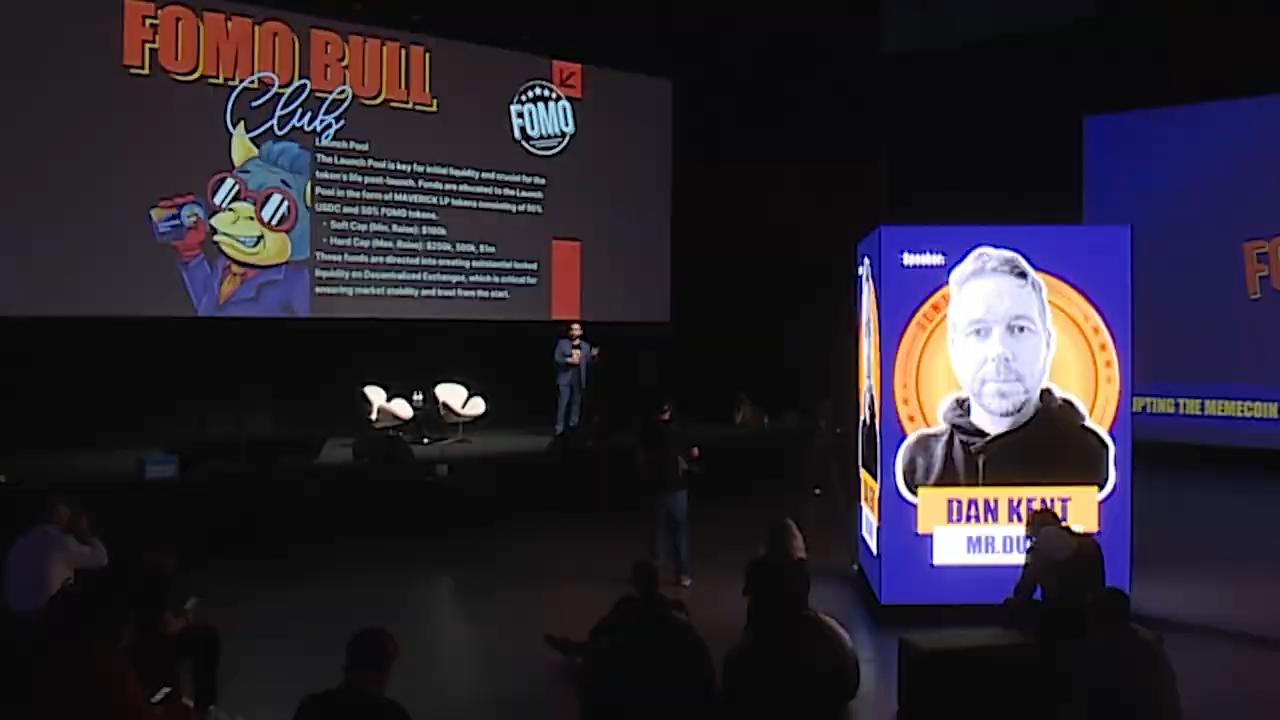 FOMO BULL
Club
FOMO
Launch Pool
The Launch Pool is key for initial liquidity and crucial for the
token's life post-launch. Funds are allocated to the Launch
Pool in the form of MAVERICK LP tokens consisting of 50%
USDC and 50% FOMO tokens.
• Soft Cap (Min. Raise): $100k
• Hard Cap (Max. Raise): $250k, 500k, $1m
These funds are directed into creating substantial locked
liquidity on Decentralized Exchanges, which is critical for
ensuring market stability and trust from the start.
Speaker:
DAN KENT
MR.DU
PTING THE MEMECOIN